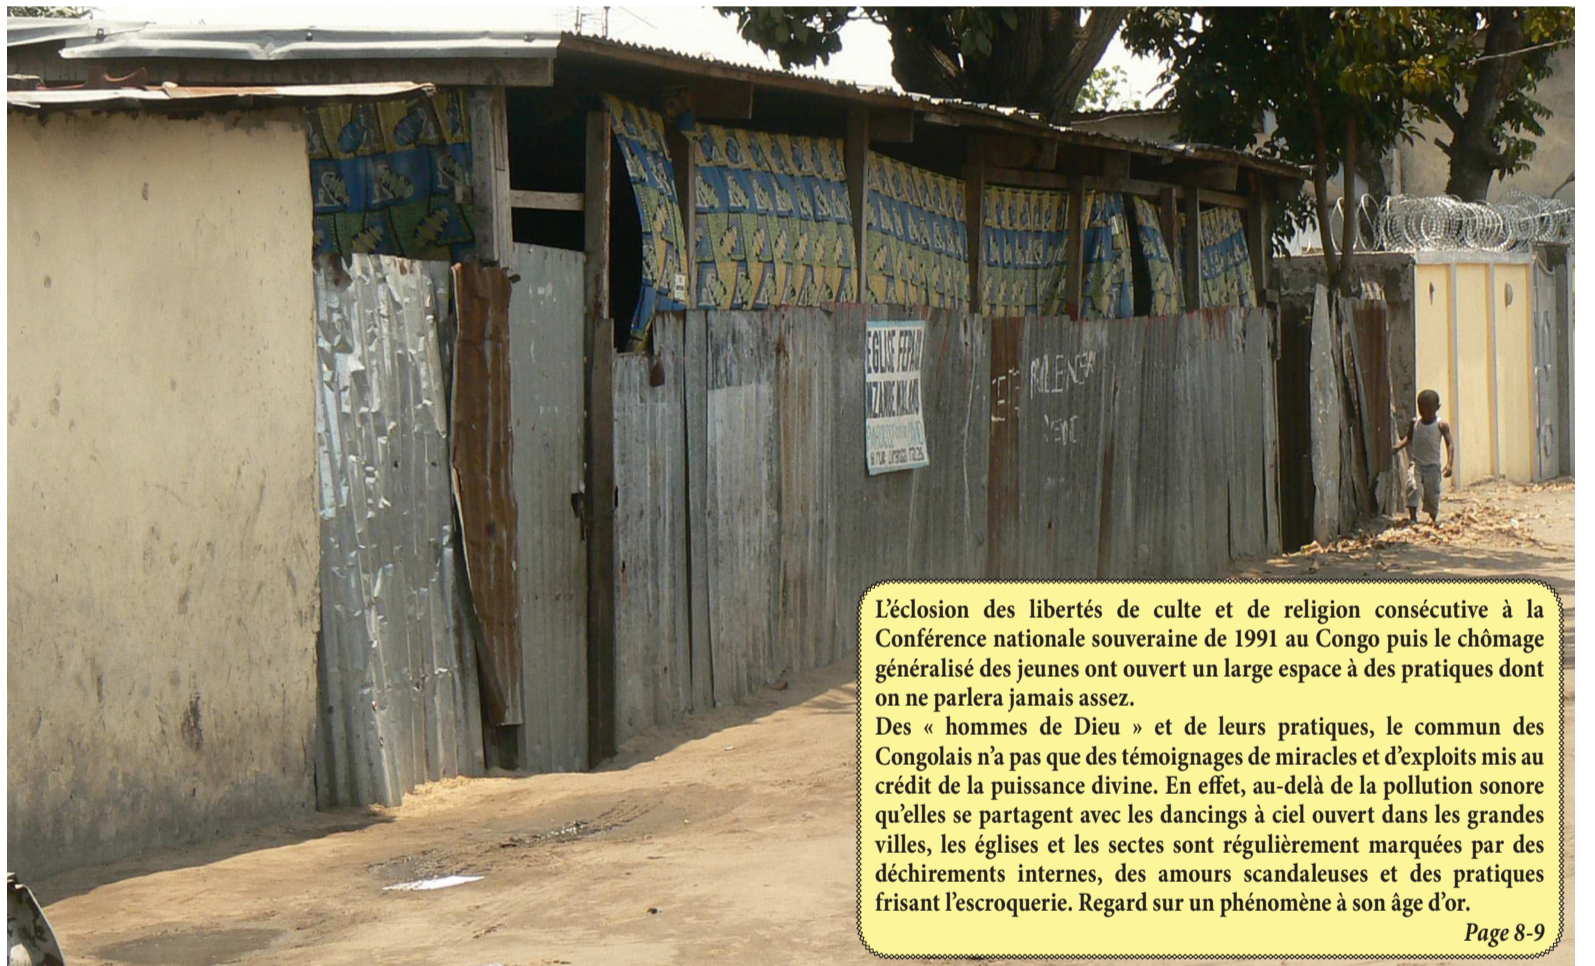 EGLISE FEPACO
NZAMBE MALAMU
L’éclosion des libertés de culte et de religion consécutive à la
Conférence nationale souveraine de 1991 au Congo puis le chômage
généralisé des jeunes ont ouvert un large espace à des pratiques dont
on ne parlera jamais assez.
Des « hommes de Dieu » et de leurs pratiques, le commun des
Congolais n’a pas que des témoignages de miracles et d’exploits mis au
crédit de la puissance divine. En effet, au-delà de la pollution sonore
qu’elles se partagent avec les dancings à ciel ouvert dans les grandes
villes, les églises et les sectes sont régulièrement marquées par des
déchirements internes, des amours scandaleuses et des pratiques
frisant l’escroquerie. Regard sur un phénomène à son âge d’or.
Page 8-9